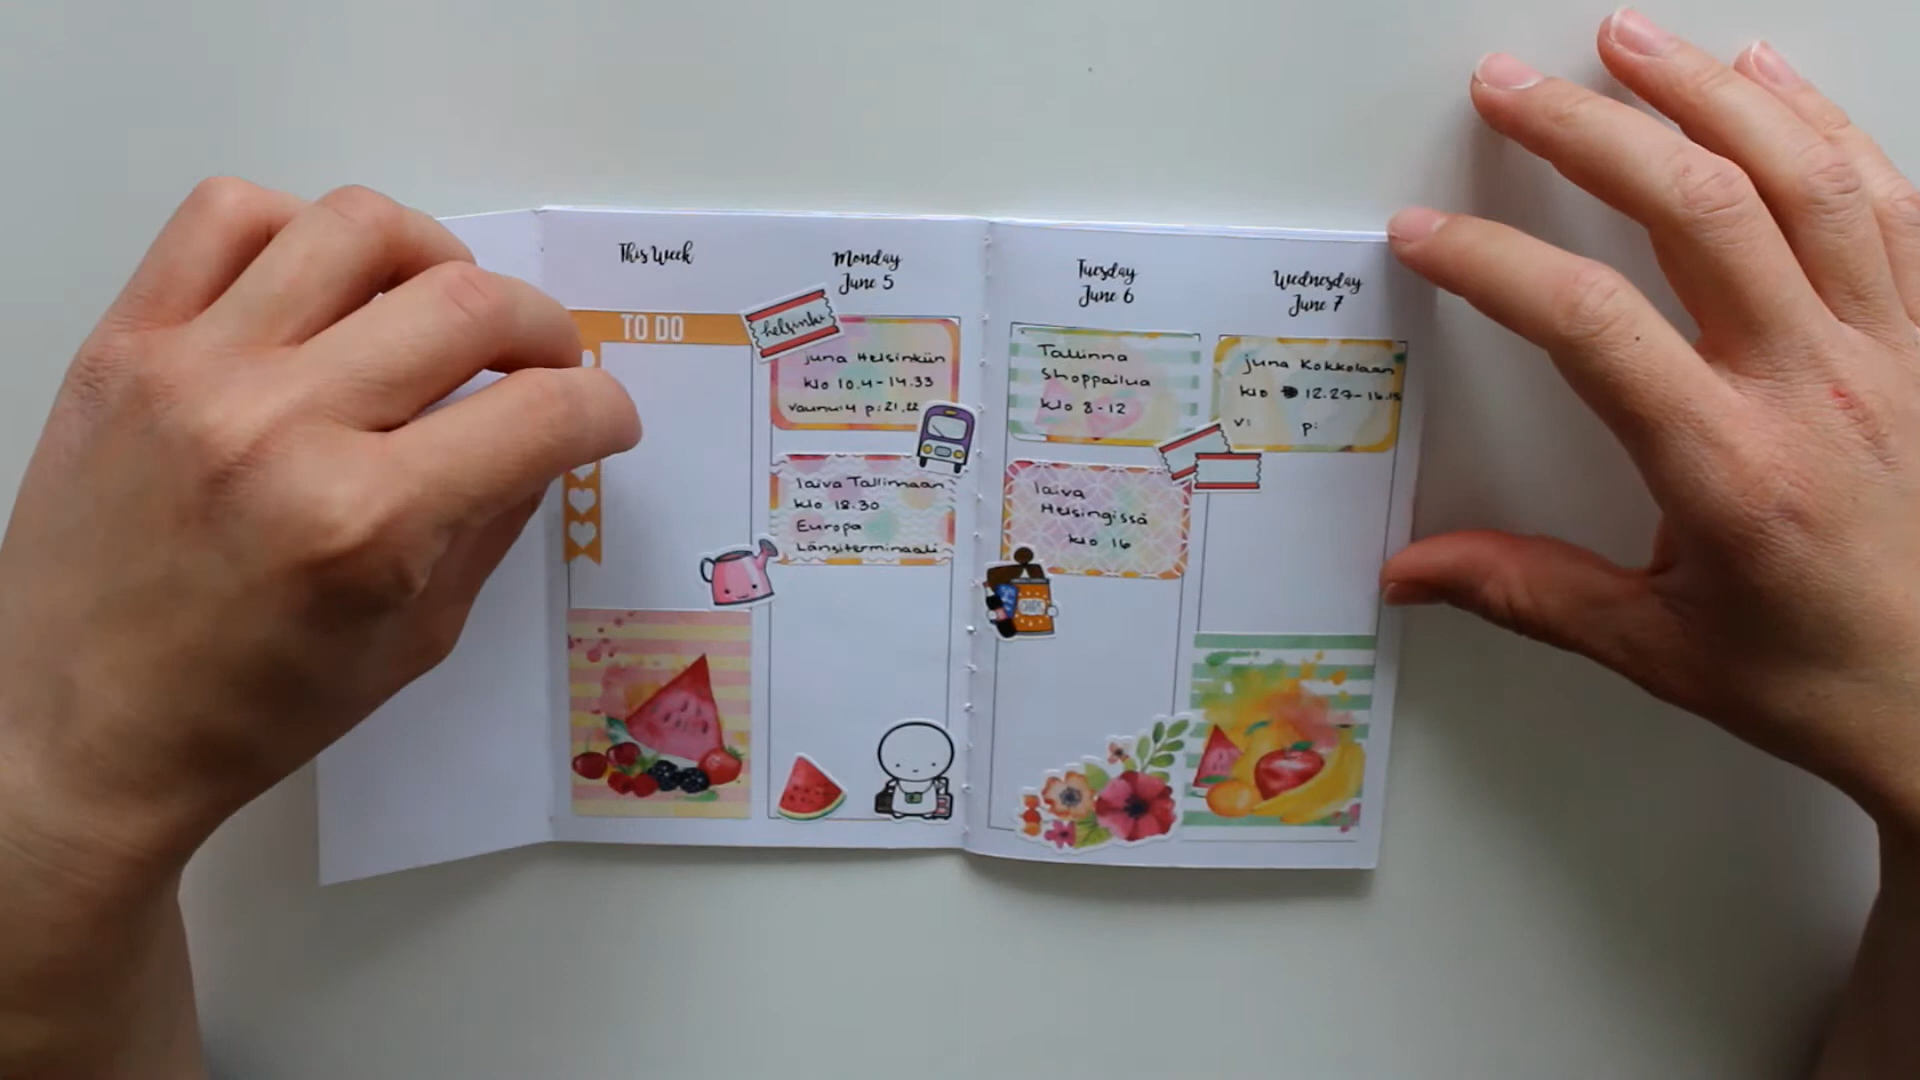 This Week
TO DO
Monday
June 5
helsinki
juna Helsinkiin
klo 10.4-14.33
vaunu:4 p:21.22
laiva Tallinnaan
klo 18.30
Europa
Länsiterminaali
Tuesday
June 6
Tallinna
Shoppailua
klo 8-12
laiva
Helsingissä
klo 16
CHIPS
Wednesday
June 7
juna Kokkolaan
klo 12.27-16.15
v: p: